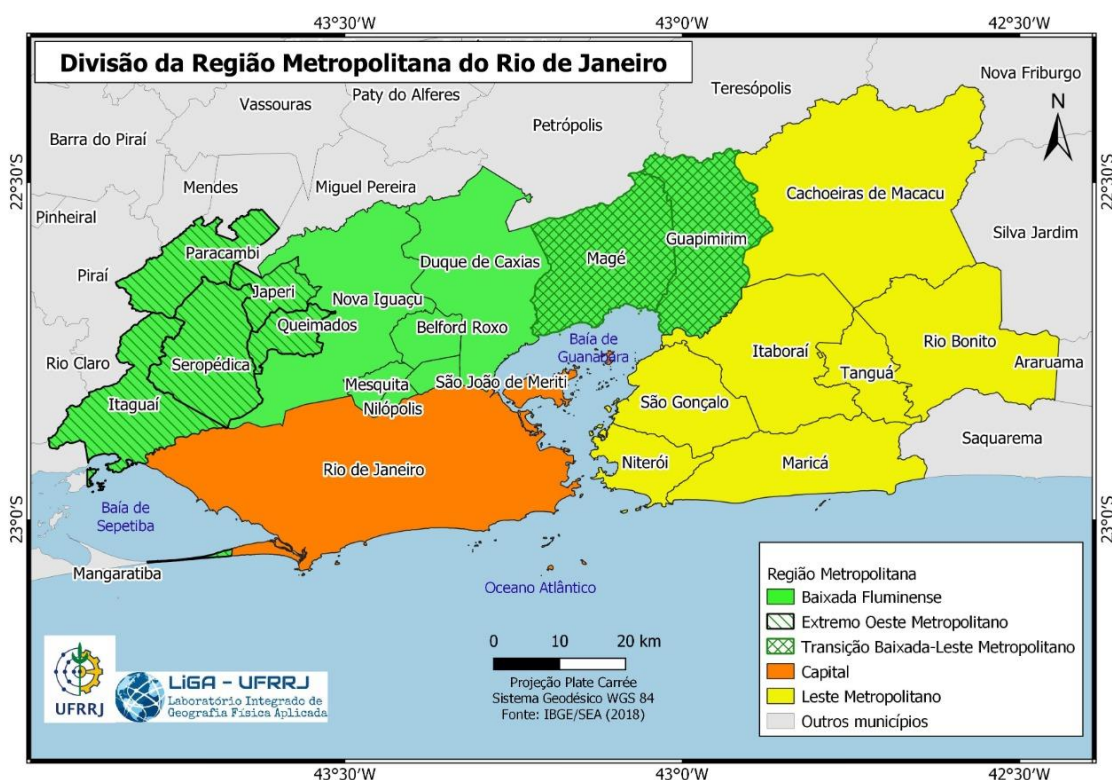 43°30'W 43°0'W 42°30'W
Divisão da Região Metropolitana do Rio de Janeiro
Nova Friburgo
Teresópolis
Paty do Alferes
Vassouras
Petrópolis
Barra do Piraí
N
22°30'S
22°30'S
Mendes
Miguel Pereira
Cachoeiras de Macacu
Pinheiral
Silva Jardim
Guapimirim
Paracambi
Magé
Duque de Caxias
Piraí
Japeri
Nova Iguaçu
Queimados
Belford Roxo
Baía de
Guanabara
Rio Bonito
Itaboraí
Rio Claro
Seropédica
Araruama
Tanguá
Mesquita
São João de Meriti
Itaguaí
Nilópolis
São Gonçalo
Saquarema
Rio de Janeiro
Niterói
Maricá
Baía de
Sepetiba
23°0'S
23°0'S
Mangaratiba
Oceano Atlântico
Região Metropolitana
Baixada Fluminense
Extremo Oeste Metropolitano
Transição Baixada-Leste Metropolitano
Capital
Leste Metropolitano
Outros municípios
0 10 20 km
Projeção Plate Carrée
Sistema Geodésico WGS 84
Fonte: IBGE/SEA (2018)
UFRRJ
LiGA - UFRRJ
Laboratório Integrado de
Geografia Física Aplicada
43°30'W 43°0'W 42°30'W